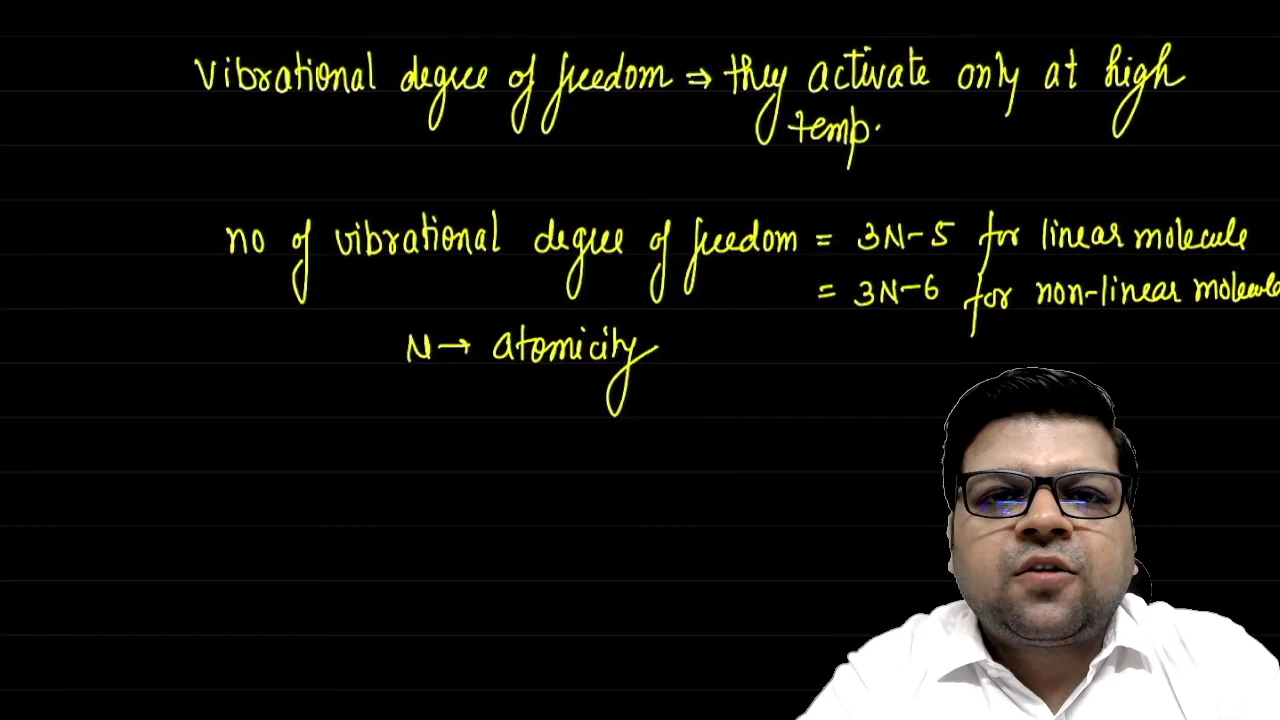 vibrational degree of freedom ⇒ they activate only at high
temp.
no of vibrational degree of freedom = 3N-5 for linear molecule
= 3N-6 for non-linear molecule
N → atomicity